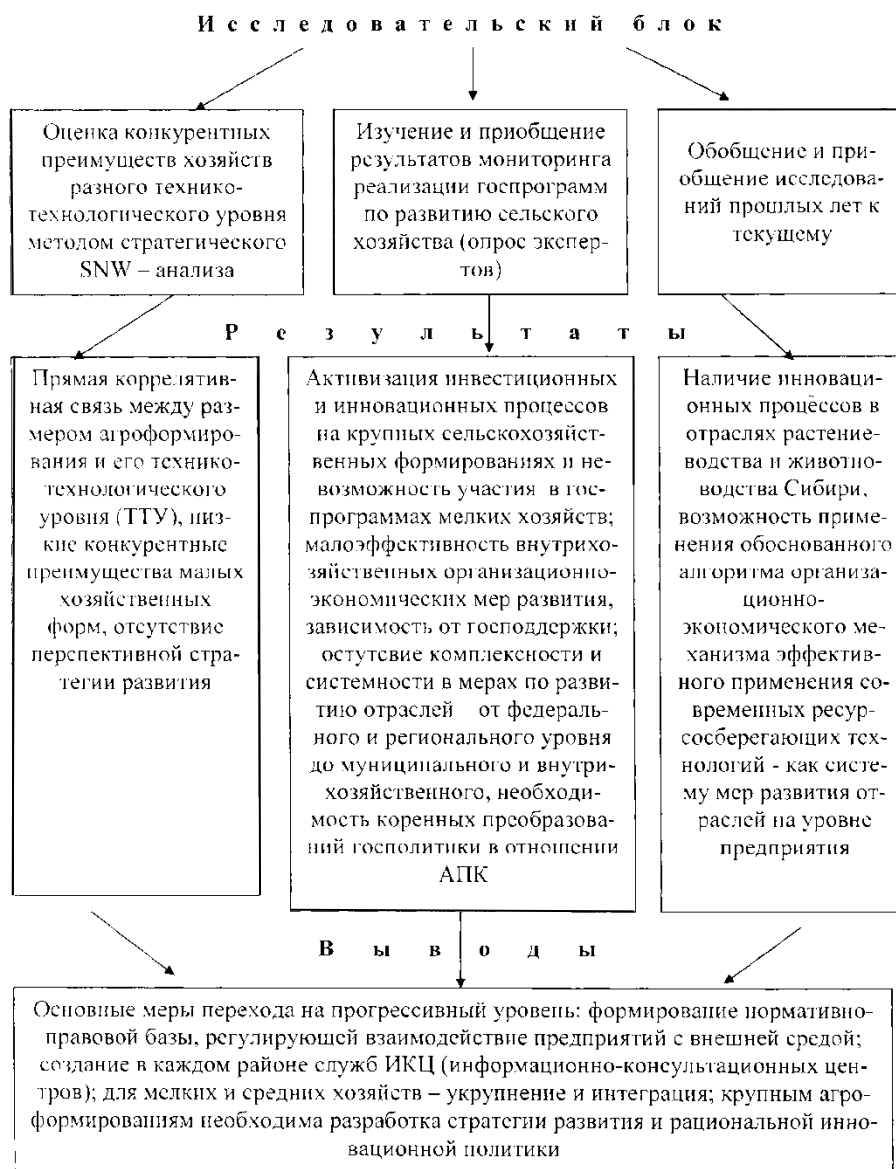 Исследовательский блок
Оценка конкурентных
преимуществ хозяйств
разного технико-
технологического уровня
методом стратегического
SNW – анализа
Изучение и приобщение
результатов мониторинга
реализации госпрограмм
по развитию сельского
хозяйства (опрос экспер-
тов)
Обобщение и при-
общение исследова-
ний прошлых лет к
текущему
Результаты
Прямая коррелятив-
ная связь между раз-
мером агроформиро-
вания и его технико-
технологического
уровня (ТТУ), низ-
кие конкурентные
преимущества малых
хозяйственных
форм, отсутствие
перспективной стра-
тегии развития
Активизация инвестиционных
и инновационных процессов
на крупных сельскохозяйст-
венных формированиях и не-
возможность участия в гос-
программах мелких хозяйств;
малоэффективность внутрихо-
зяйственных организационно-
экономических мер развития,
зависимость от господдержки;
остутсвие комплексности и
системности в мерах по разви-
тию отраслей от федераль-
ного и регионального уровня
до муниципального и внутри-
хозяйственного, необходи-
мость коренных преобразова-
ний госполитики в отношении
АПК
Наличие инноваци-
онных процессов в
отраслях растение-
водства и животно-
водства Сибири,
возможность приме-
нения обоснованного
алгоритма организа-
ционно-
экономического ме-
ханизма эффектив-
ного применения со-
временных ресур-
сосберегающих тех-
нологий - как систе-
му мер развития от-
раслей на уровне
предприятия
Выводы
Основные меры перехода на прогрессивный уровень: формирование нормативно-
правовой базы, регулирующей взаимодействие предприятий с внешней средой;
создание в каждом районе служб ИКЦ (информационно-консультационных цен-
тров); для мелких и средних хозяйств – укрупнение и интеграция; крупным агро-
формированиям необходима разработка стратегии развития и рациональной инно-
вационной политики